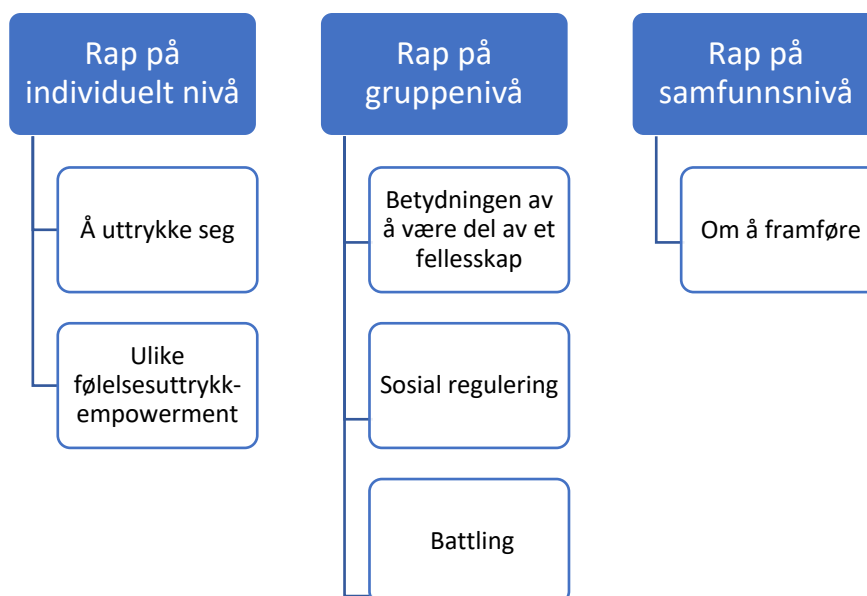 Rap på
individuelt nivå
Å uttrykke seg
Ulike
følelsesuttrykk-
empowerment
Rap på
gruppenivå
Betydningen av
å være del av et
fellesskap
Sosial regulering
Battling
Rap på
samfunnsnivå
Om å framføre